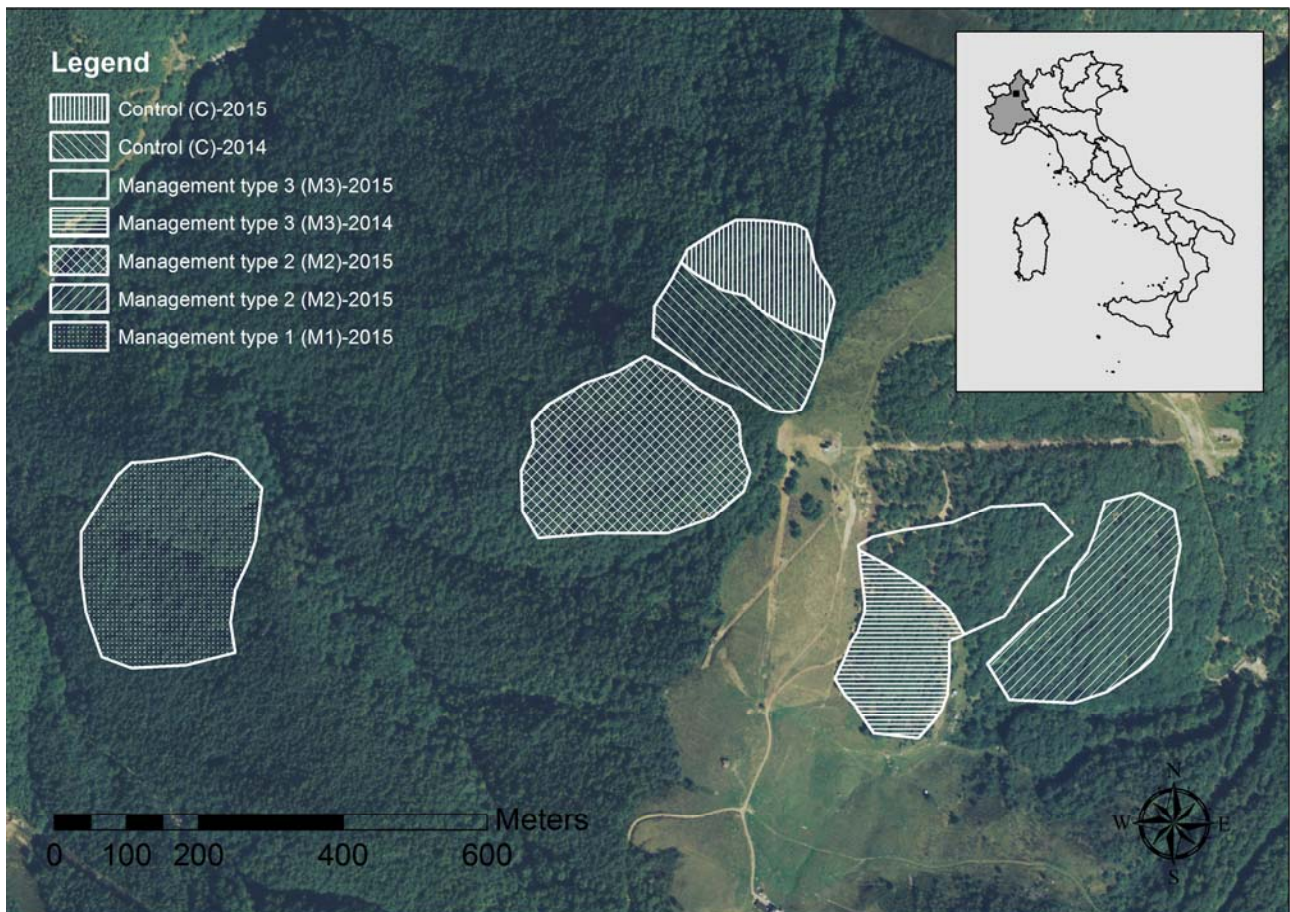 Legend
Control (C)-2015
Control (C)-2014
Management type 3 (M3)-2015
Management type 3 (M3)-2014
Management type 2 (M2)-2015
Management type 2 (M2)-2015
Management type 1 (M1)-2015
Meters
0 100 200 400 600
N
W E
S